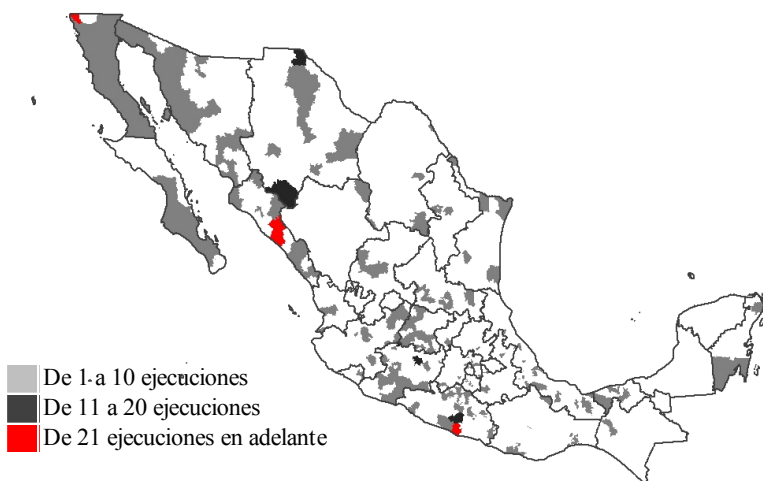 De 1 a 10 ejecuciones
De 11 a 20 ejecuciones
De 21 ejecuciones en adelante